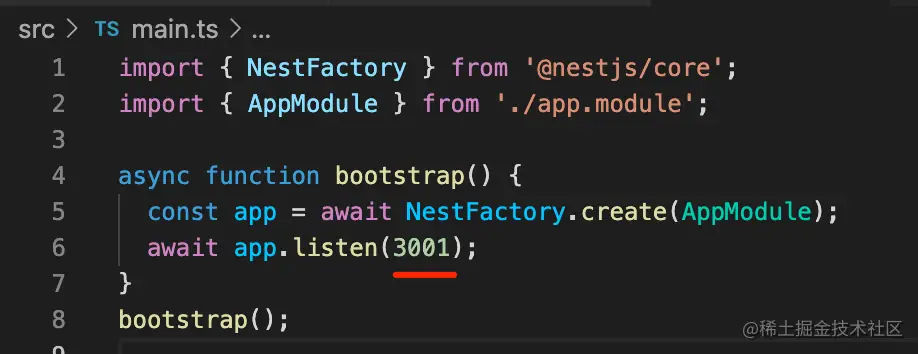 src > TS main.ts > ...
1 import { NestFactory } from '@nestjs/core';
2 import { AppModule } from './app.module';
3
4 async function bootstrap() {
5   const app = await NestFactory.create(AppModule);
6   await app.listen(3001);
7 }
8 bootstrap();
9
@稀土掘金技术社区